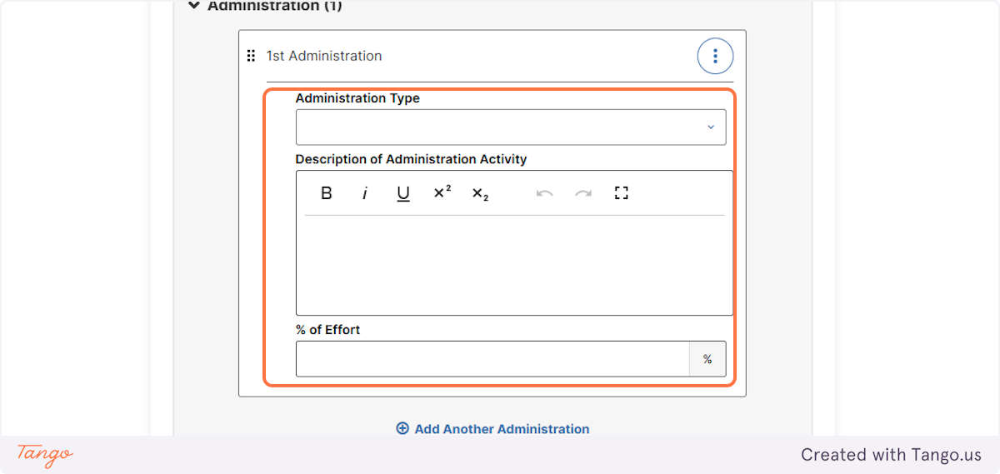 Administration (1)
1st Administration
Administration Type
Description of Administration Activity
B i U x² x₂
% of Effort
%
Add Another Administration
Tango
Created with Tango.us